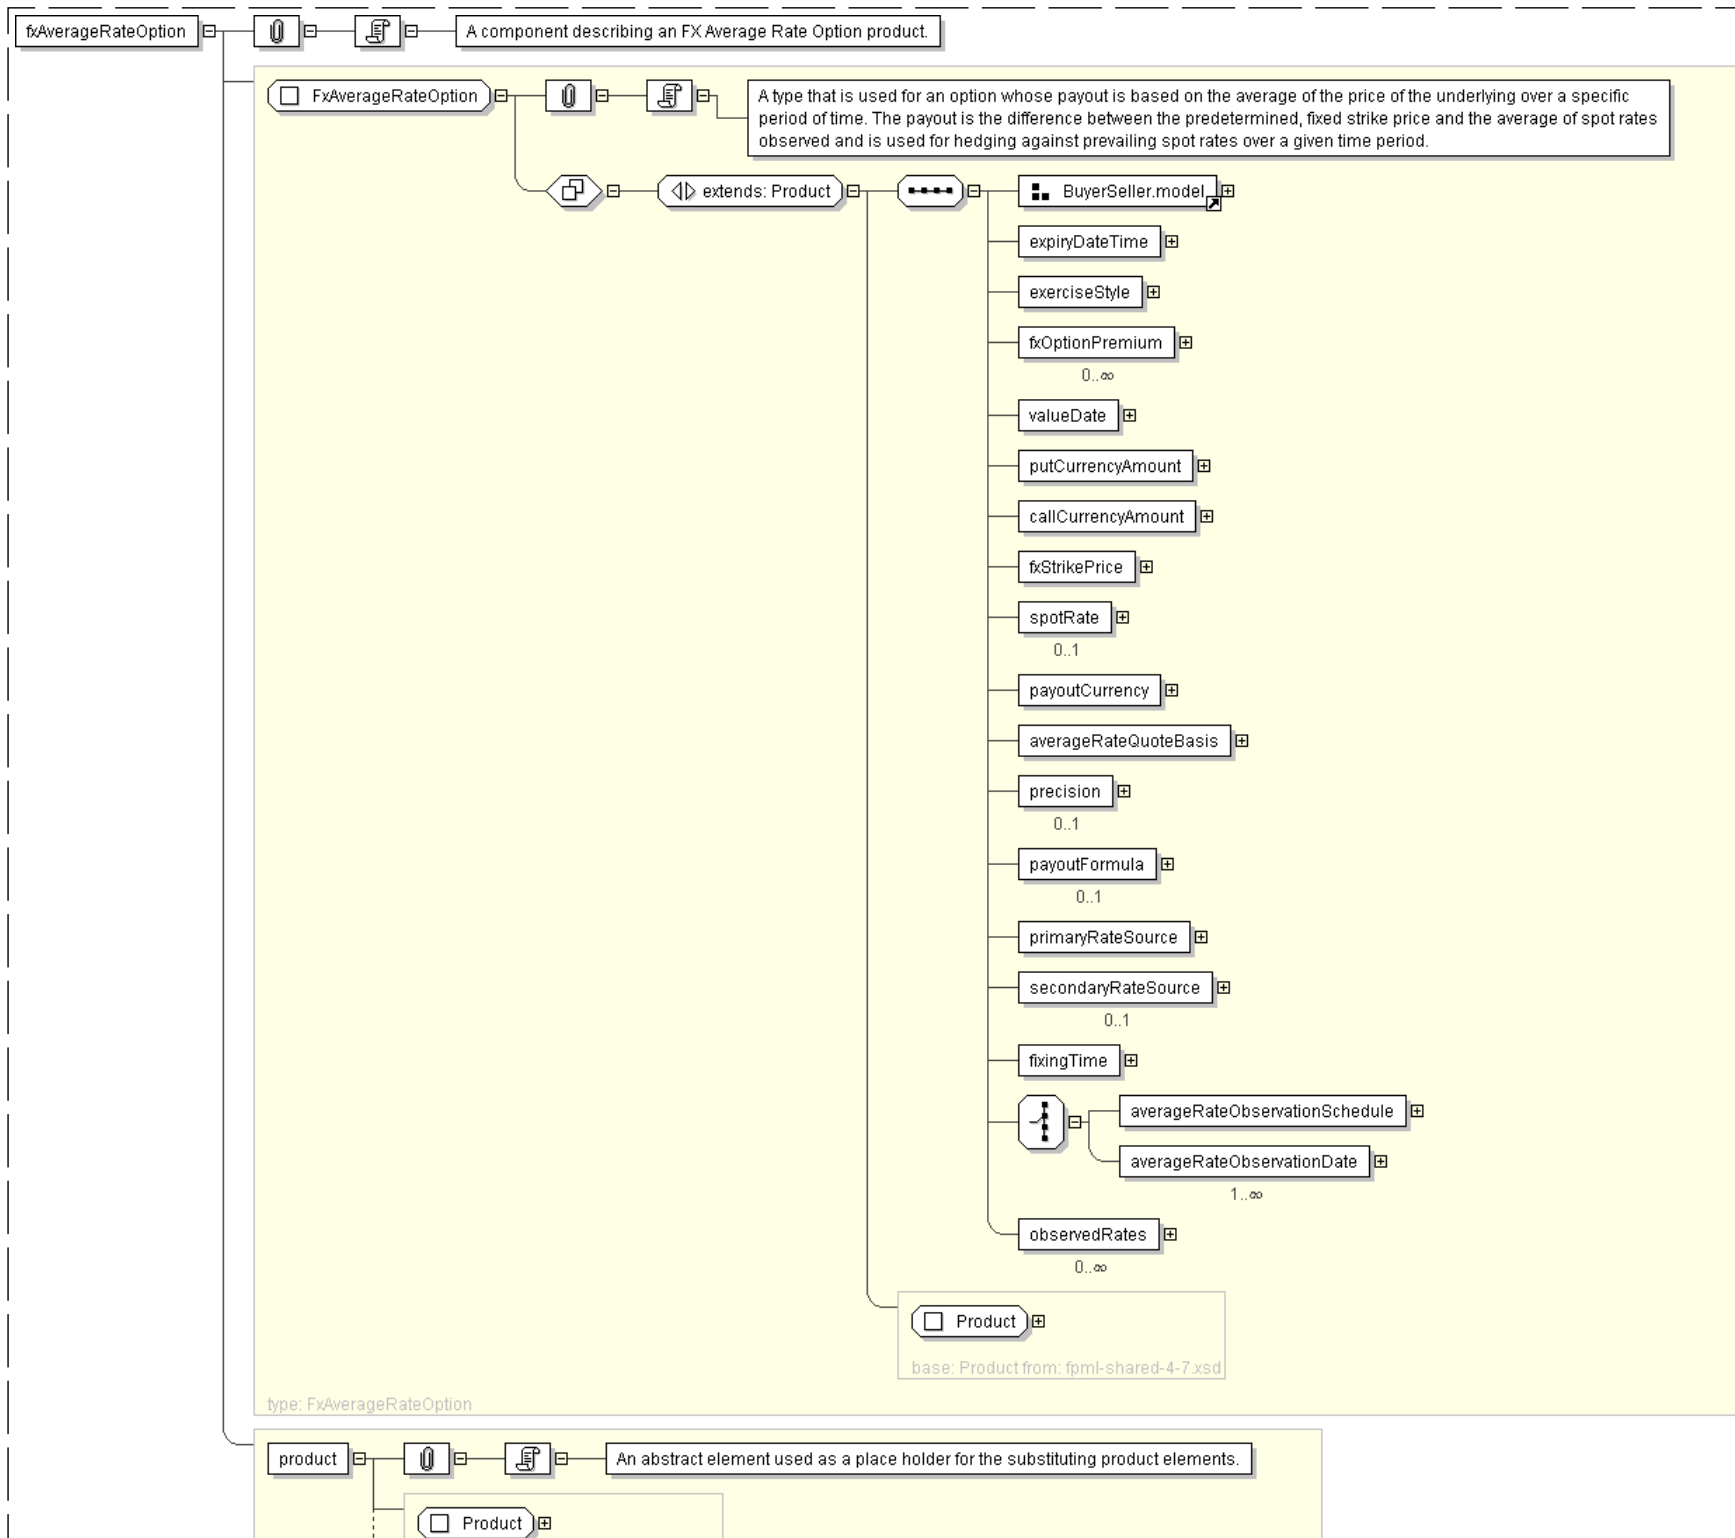 fxAverageRateOption
A component describing an FX Average Rate Option product.
FxAverageRateOption
A type that is used for an option whose payout is based on the average of the price of the underlying over a specific
period of time. The payout is the difference between the predetermined, fixed strike price and the average of spot rates
observed and is used for hedging against prevailing spot rates over a given time period.
extends: Product
BuyerSeller.model
expiryDateTime
exerciseStyle
fxOptionPremium
0..∞
valueDate
putCurrencyAmount
callCurrencyAmount
fxStrikePrice
spotRate
0..1
payoutCurrency
averageRateQuoteBasis
precision
0..1
payoutFormula
0..1
primaryRateSource
secondaryRateSource
0..1
fixingTime
averageRateObservationSchedule
averageRateObservationDate
1..∞
observedRates
0..∞
Product
base: Product from: fpml-shared-4-7.xsd
type: FxAverageRateOption
product
An abstract element used as a place holder for the substituting product elements.
Product